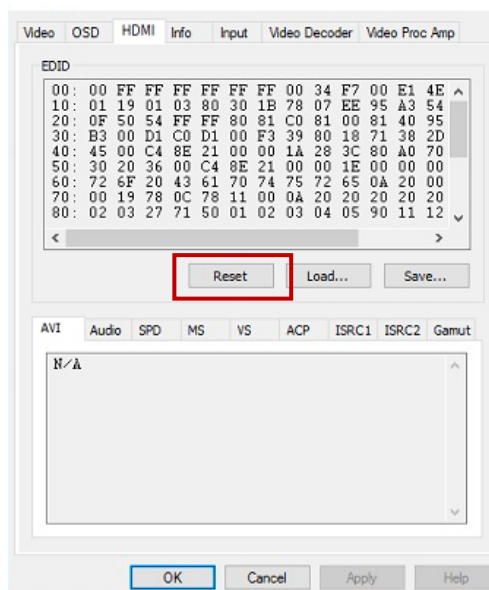 Video OSD HDMI Info Input Video Decoder Video Proc Amp
EDID
00: 00 FF FF FF FF FF FF 00 34 F7 00 E1 4E
10: 01 19 01 03 80 30 1B 78 07 EE 95 A3 54
20: 0F 50 54 FF FF 80 81 C0 81 00 81 40 95
30: B3 00 D1 C0 D1 00 F3 39 80 18 71 38 2D
40: 45 00 C4 8E 21 00 00 1A 28 3C 80 A0 70
50: 30 20 36 00 C4 8E 21 00 00 1E 00 00 00
60: 72 6F 20 43 61 70 74 75 72 65 0A 20 00
70: 00 19 78 0C 78 11 00 0A 20 20 20 20 20
80: 02 03 27 71 50 01 02 03 04 05 90 11 12
Reset Load... Save...
AVI Audio SPD MS VS ACP ISRC1 ISRC2 Gamut
N/A
OK Cancel Apply Help